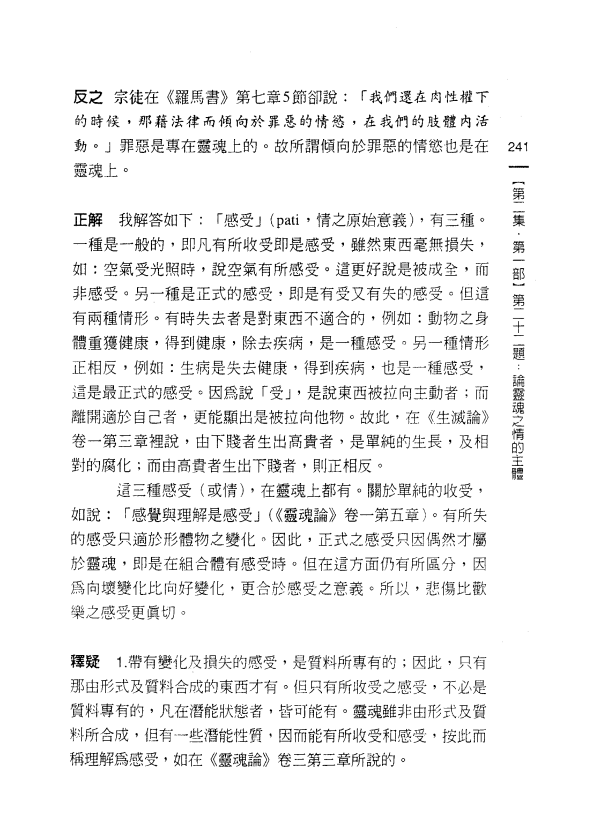 反之　宗徒在《羅馬書》第七章5節卻說：「我們還在肉性權下
的時候，那藉法律而傾向於罪惡的情慾，在我們的肢體內活
動。」罪惡是專在靈魂上的。故所謂傾向於罪惡的情慾也是在
靈魂上。
正解　我解答如下：「感受」(pati，情之原始意義)，有三種。
一種是一般的，即凡有所收受即是感受，雖然東西毫無損失，
如：空氣受光照時，說空氣有所感受。這更好說是被成全，而
非感受。另一種是正式的感受，即是有受又有失的感受。但這
有兩種情形。有時失去者是對東西不適合的，例如：動物之身
體重獲健康，得到健康，除去疾病，是一種感受。另一種情形
正相反，例如：生病是失去健康，得到疾病，也是一種感受，
這是最正式的感受。因爲說「受」，是說東西被拉向主動者；而
離開適於自己者，更能顯出是被拉向他物。故此，在《生滅論》
卷一第三章裡說，由下賤者生出高貴者，是單純的生長，及相
對的腐化；而由高貴者生出下賤者，則正相反。
這三種感受（或情），在靈魂上都有。關於單純的收受，
如說：「感覺與理解是感受」(《靈魂論》卷一第五章)。有所失
的感受只適於形體物之變化。因此，正式之感受只因偶然才屬
於靈魂，即是在組合體有感受時。但在這方面仍有所區分，因
爲向壞變化比向好變化，更合於感受之意義。所以，悲傷比歡
樂之感受更眞切。
釋疑　1.帶有變化及損失的感受，是質料所專有的；因此，只有
那由形式及質料合成的東西才有。但只有所收受之感受，不必是
質料專有的，凡在潛能狀態者，皆可能有。靈魂雖非由形式及質
料所合成，但有一些潛能性質，因而能有所收受和感受，按此而
稱理解爲感受，如在《靈魂論》卷三第三章所說的。
241
【第二集．第一部】第二十二題：論靈魂之情的主體